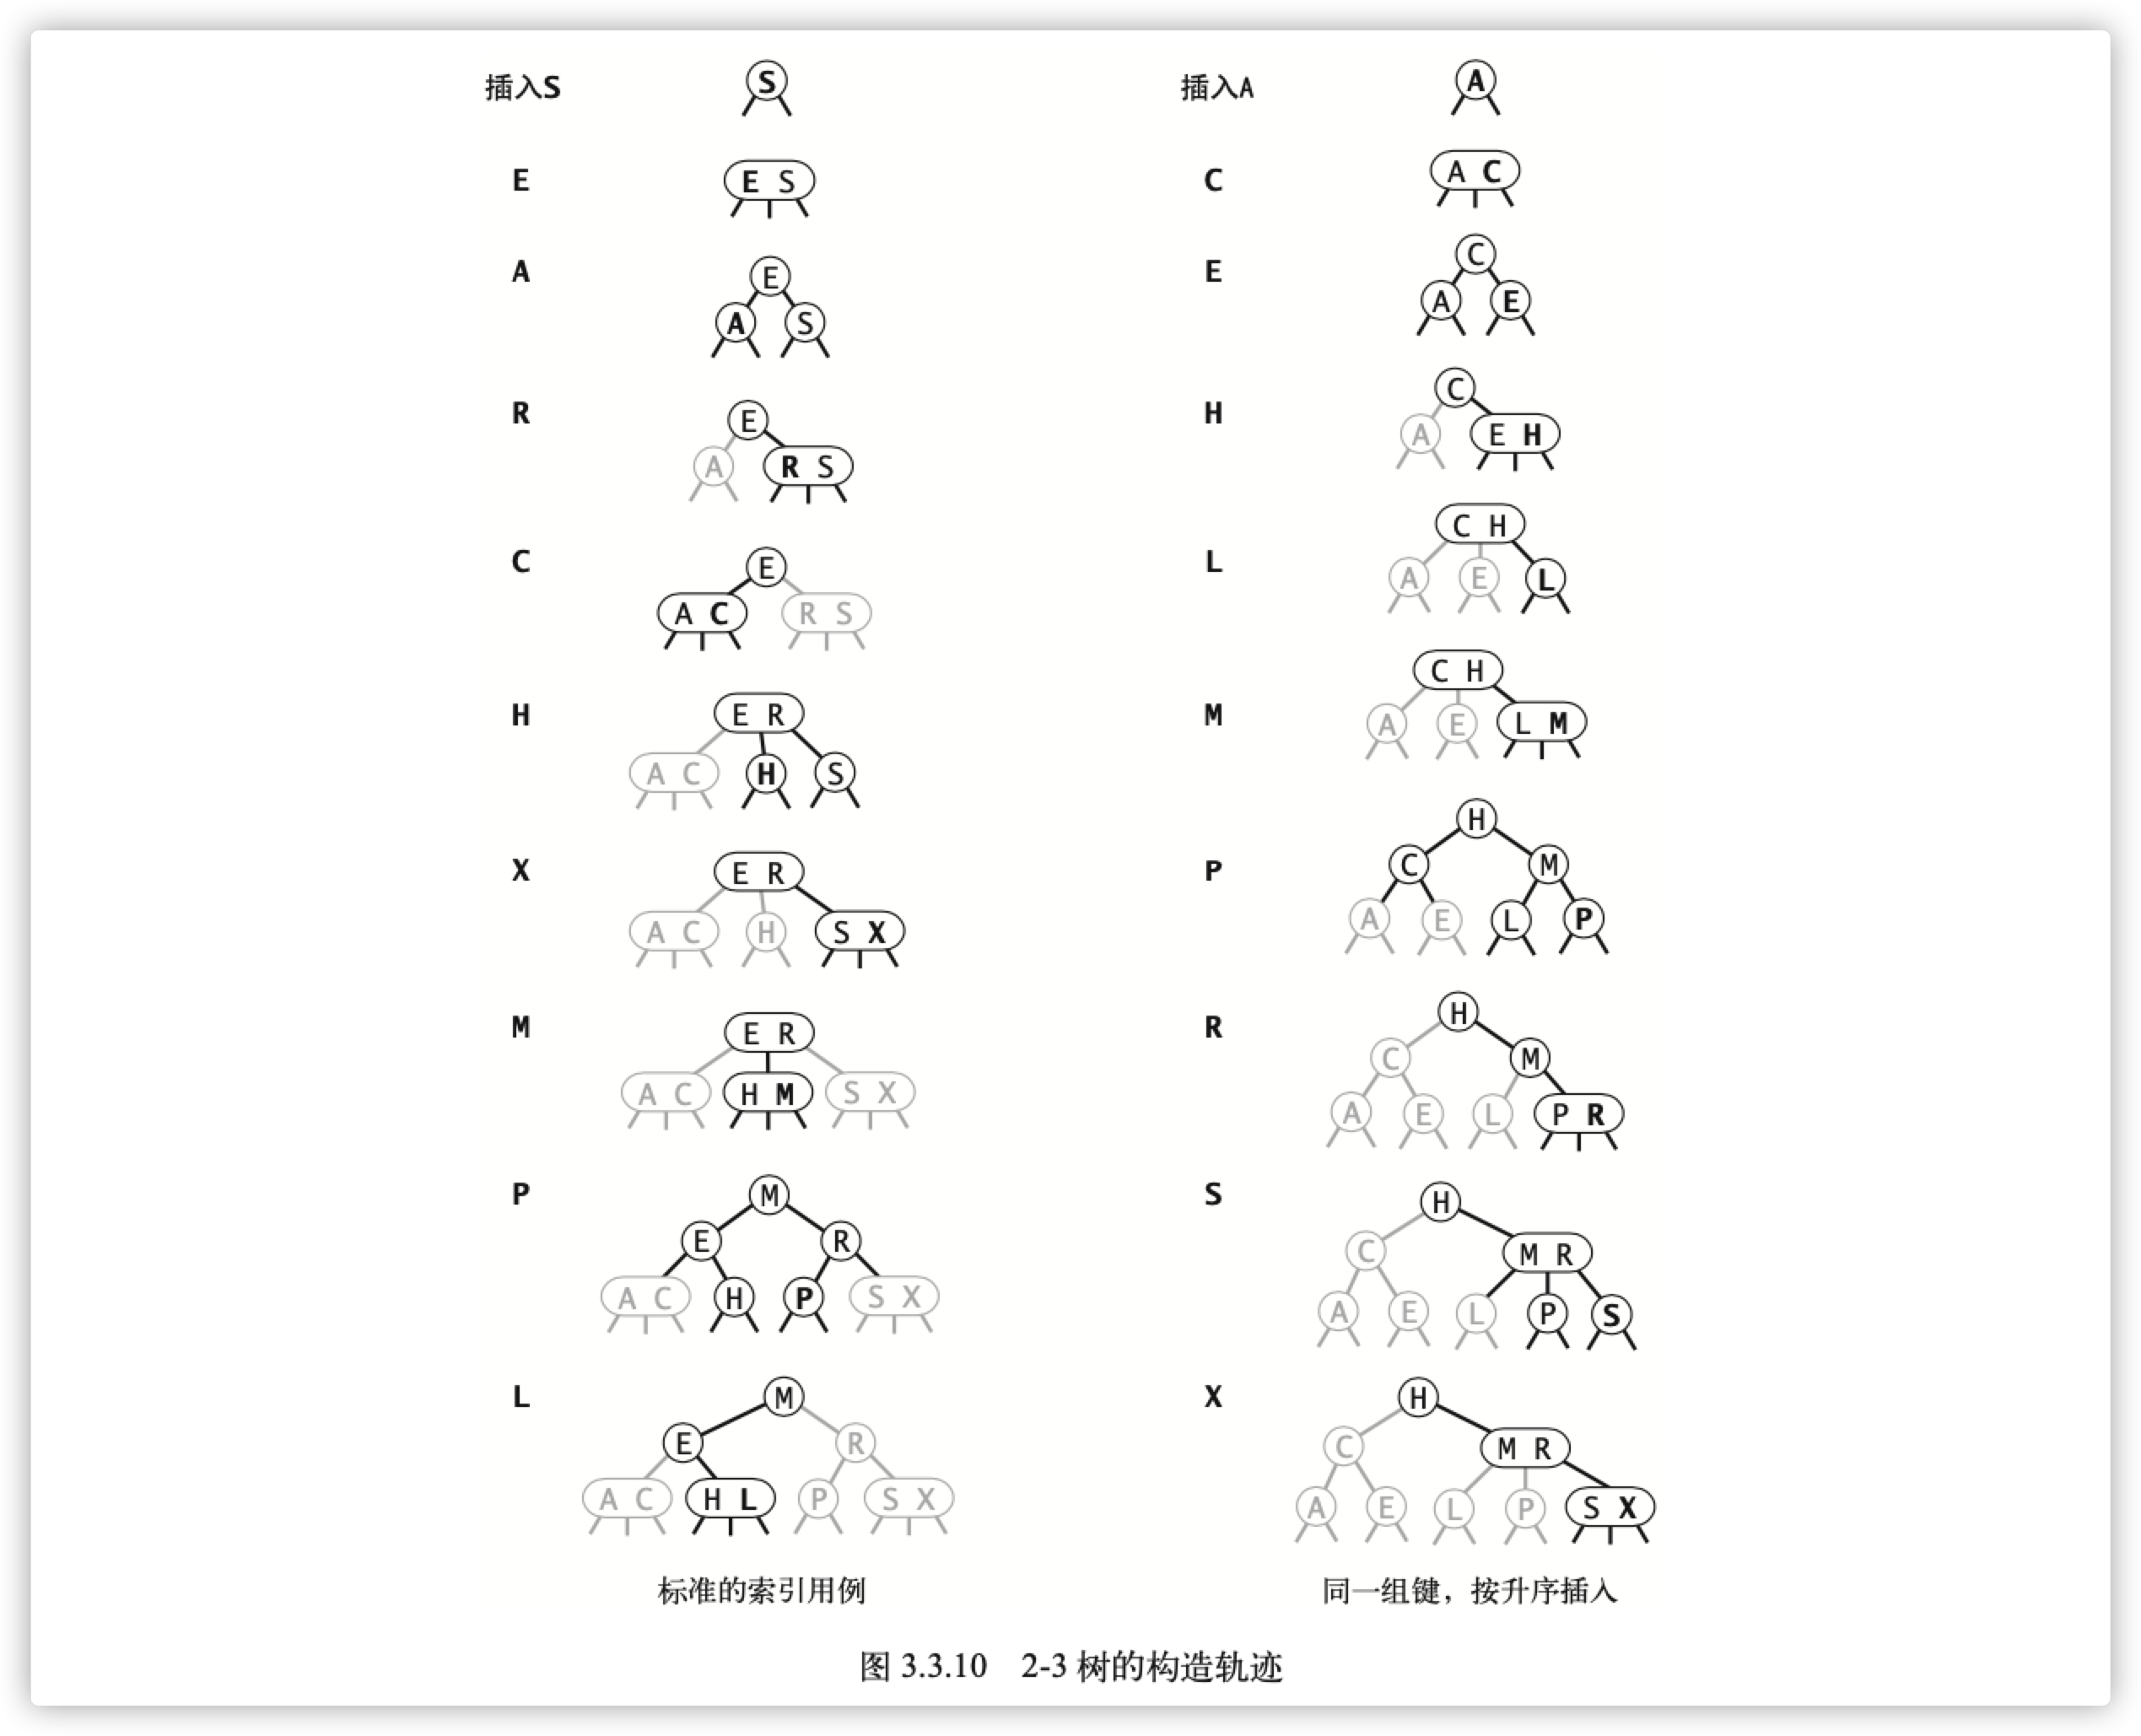 插入S
S
E
E S
A
E
A S
R
E
A R S
C
E
A C R S
H
E R
A C H S
X
E R
A C H S X
M
E R
A C H M S X
P
M
E R
A C H P S X
L
M
E R
A C H L P S X
标准的索引用例
插入A
A
C
A C
E
C
A E
H
C
A E H
L
C H
A E L
M
C H
A E L M
P
H
C M
A E L P
R
H
C M
A E L P R
S
H
C M R
A E L P S
X
H
C M R
A E L P S X
同一组键，按升序插入
图 3.3.10 2-3 树的构造轨迹